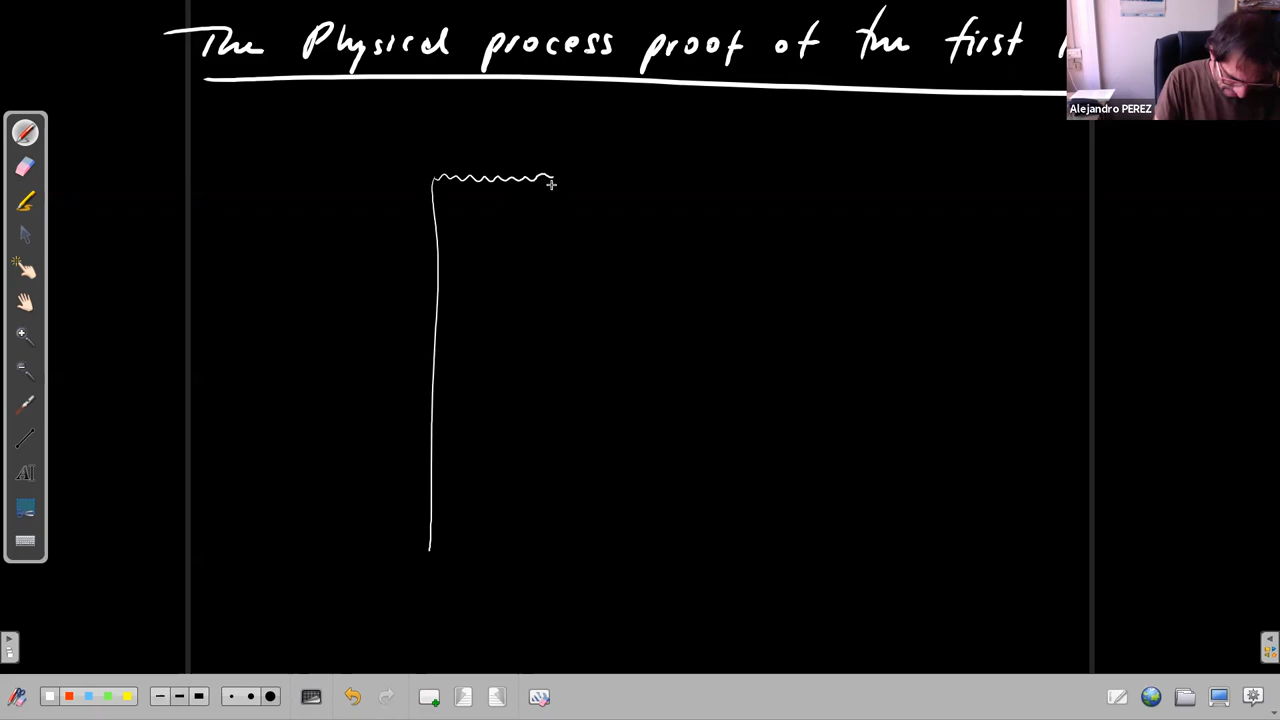 The Physical process proof of the first
Alejandro PEREZ